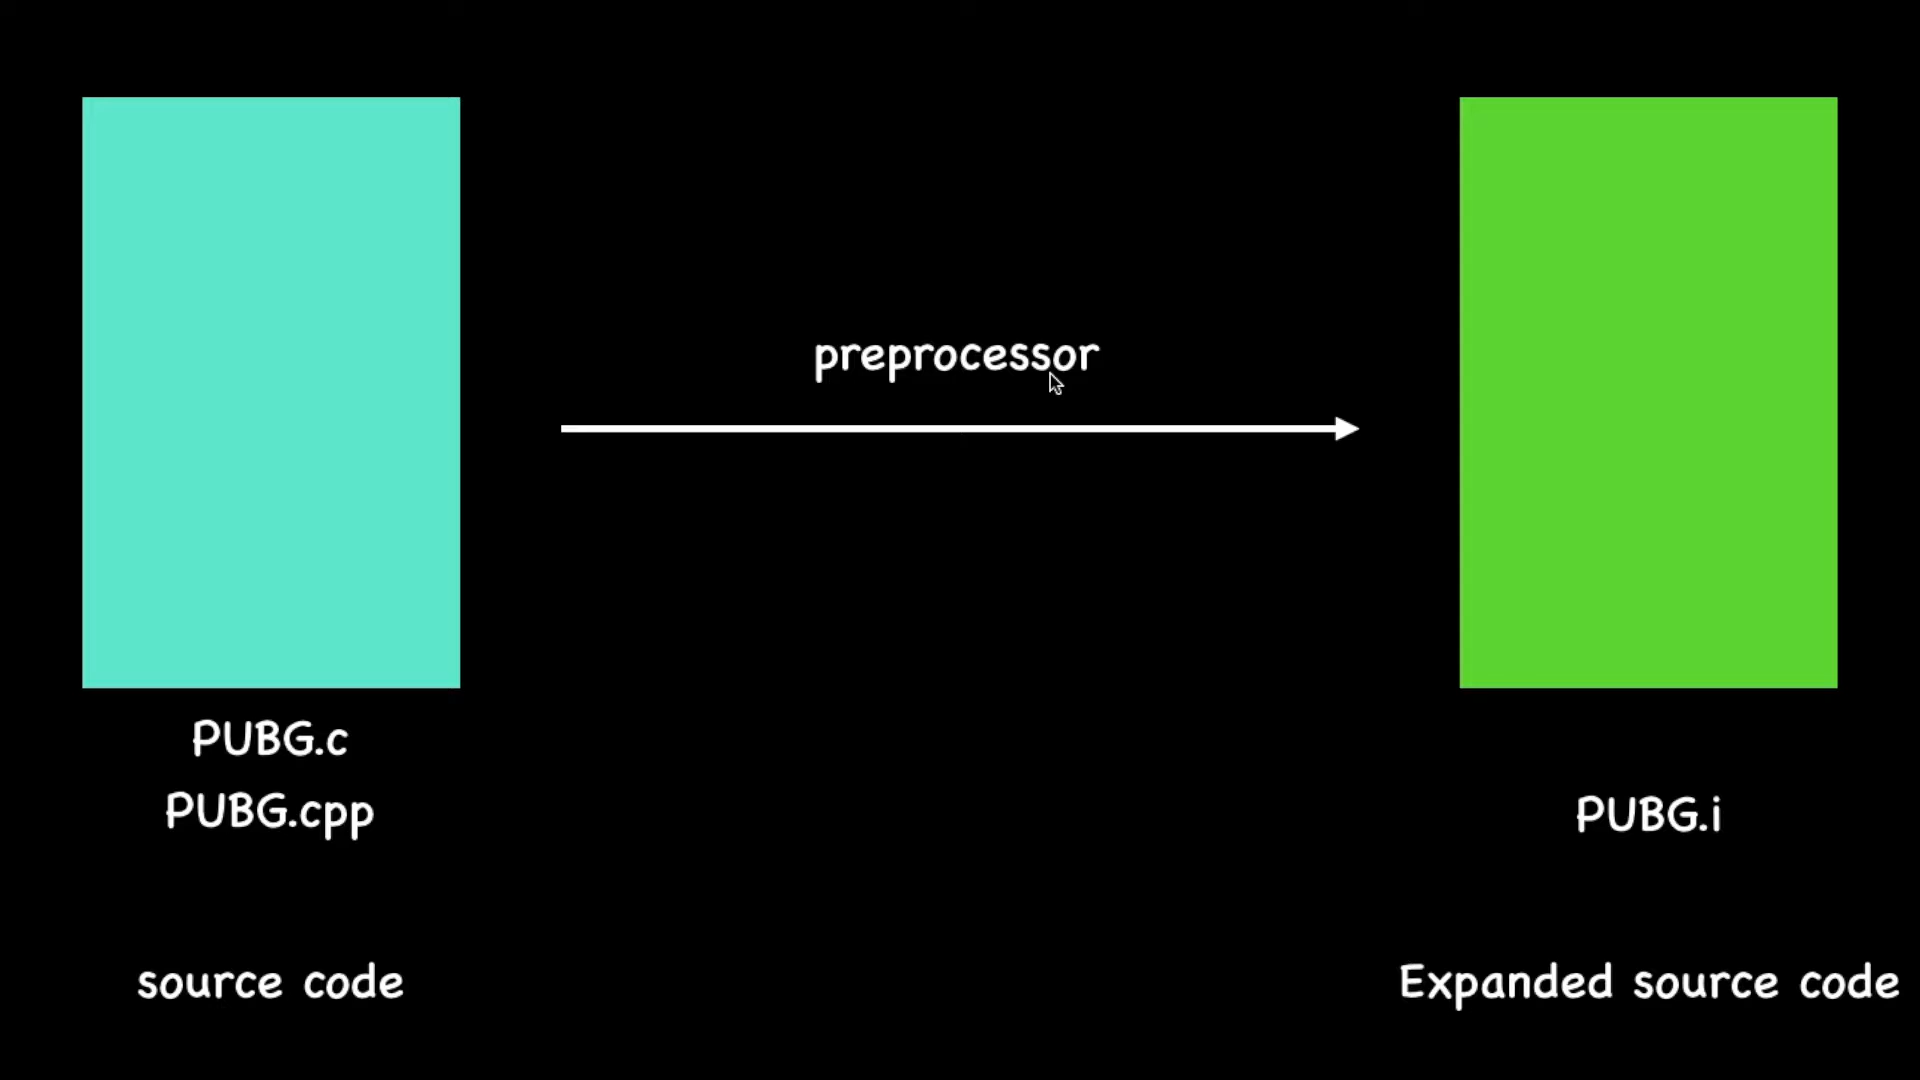 preprocessor
PUBG.c
PUBG.cpp
PUBG.i
source code
Expanded source code